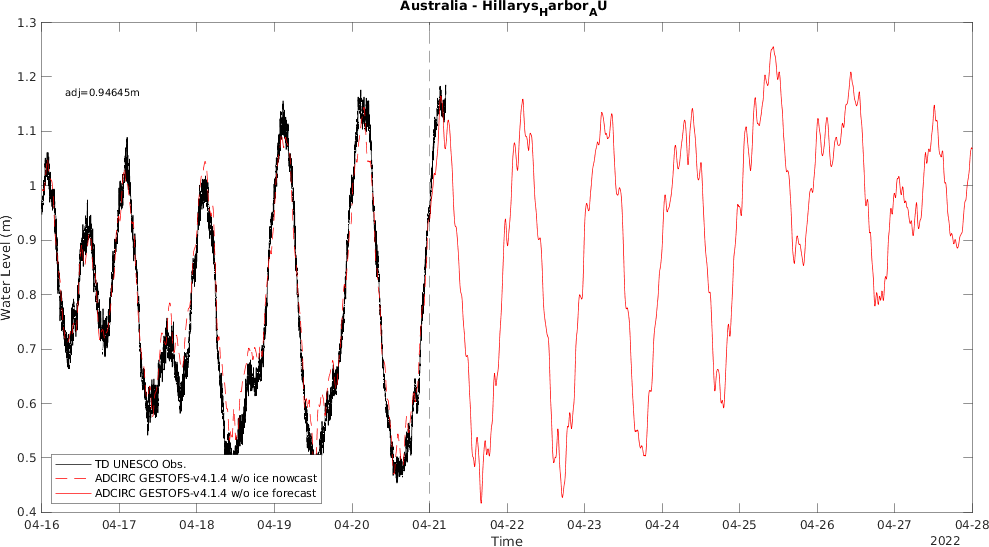 Australia - Hillarys_Harbor_AU
1.3
1.2
adj=0.94645m
1.1
1
0.9
Water Level (m)
0.8
0.7
0.6
0.5
0.4
TD UNESCO Obs.
ADCIRC GESTOFS-v4.1.4 w/o ice nowcast
ADCIRC GESTOFS-v4.1.4 w/o ice forecast
04-16 04-17 04-18 04-19 04-20 04-21 04-22 04-23 04-24 04-25 04-26 04-27 04-28
Time
2022